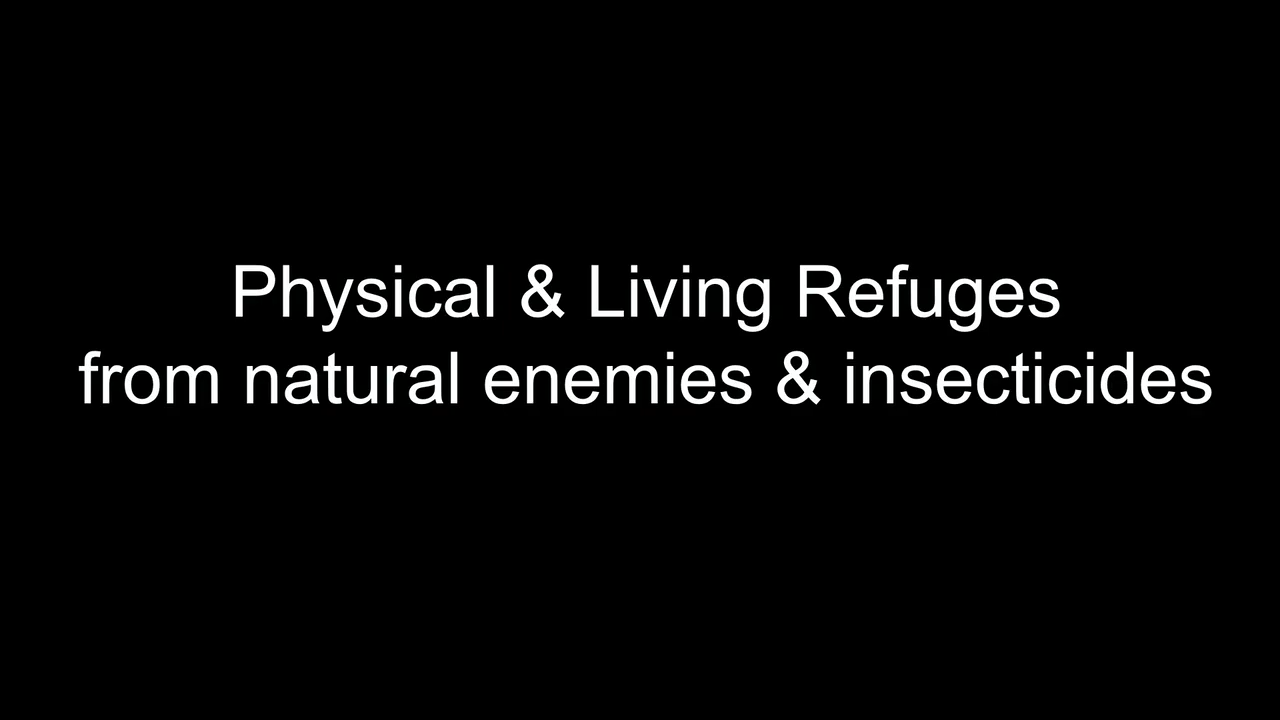 Physical & Living Refuges
from natural enemies & insecticides